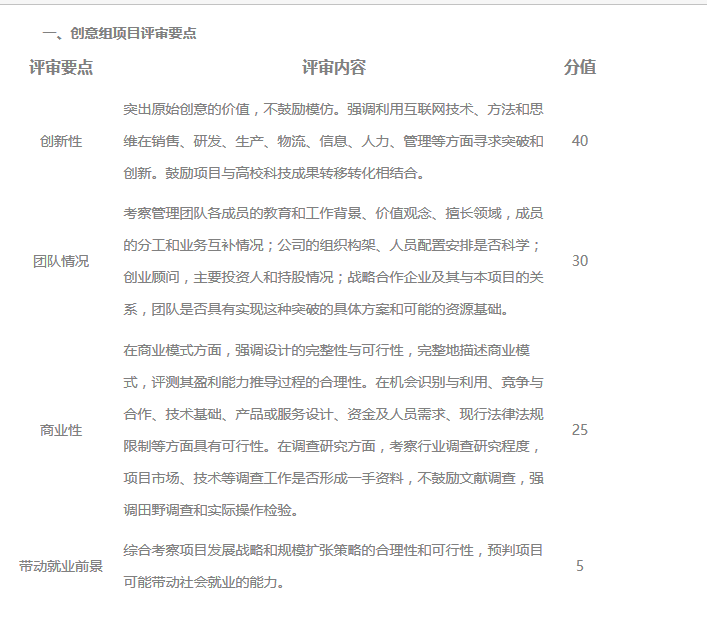 一、创意组项目评审要点
评审要点 评审内容 分值
突出原始创意的价值，不鼓励模仿。强调利用互联网技术、方法和思
创新性 维在销售、研发、生产、物流、信息、人力、管理等方面寻求突破和 40
创新。鼓励项目与高校科技成果转移转化相结合。
考察管理团队各成员的教育和工作背景、价值观念、擅长领域，成员
的分工和业务互补情况；公司的组织构架、人员配置安排是否科学；
团队情况 30
创业顾问，主要投资人和持股情况；战略合作企业及其与本项目的关
系，团队是否具有实现这种突破的具体方案和可能的资源基础。
在商业模式方面，强调设计的完整性与可行性，完整地描述商业模
式，评测其盈利能力推导过程的合理性。在机会识别与利用、竞争与
合作、技术基础、产品或服务设计、资金及人员需求、现行法律法规
商业性 25
限制等方面具有可行性。在调查研究方面，考察行业调查研究程度，
项目市场、技术等调查工作是否形成一手资料，不鼓励文献调查，强
调田野调查和实际操作检验。
综合考察项目发展战略和规模扩张策略的合理性和可行性，预判项目
带动就业前景 5
可能带动社会就业的能力。